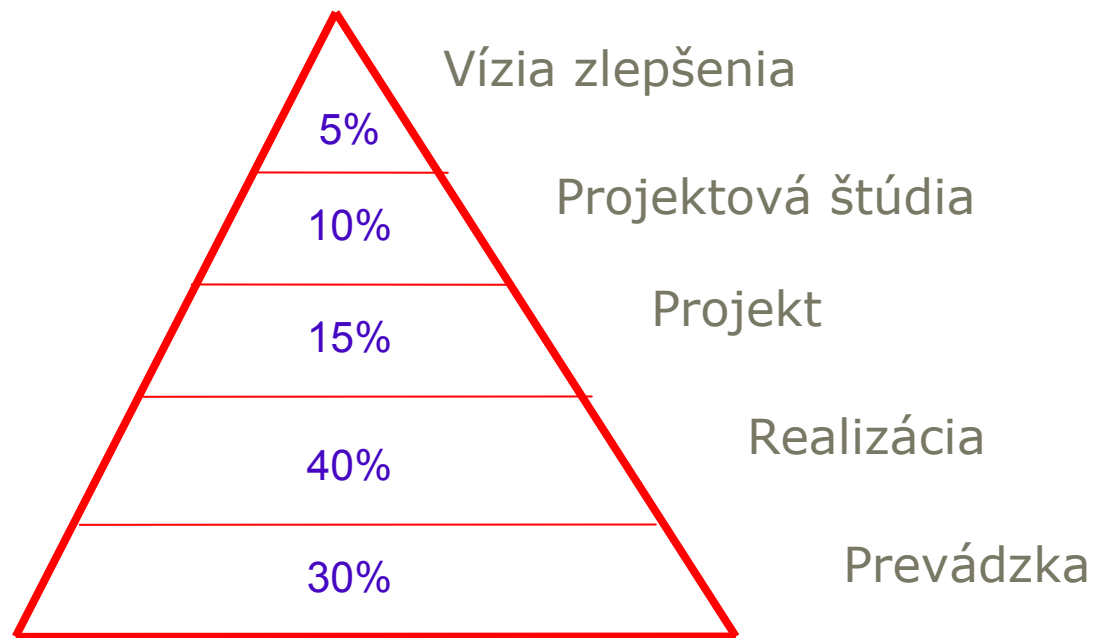 Vízia zlepšenia
5%
Projektová štúdia
10%
Projekt
15%
Realizácia
40%
Prevádzka
30%